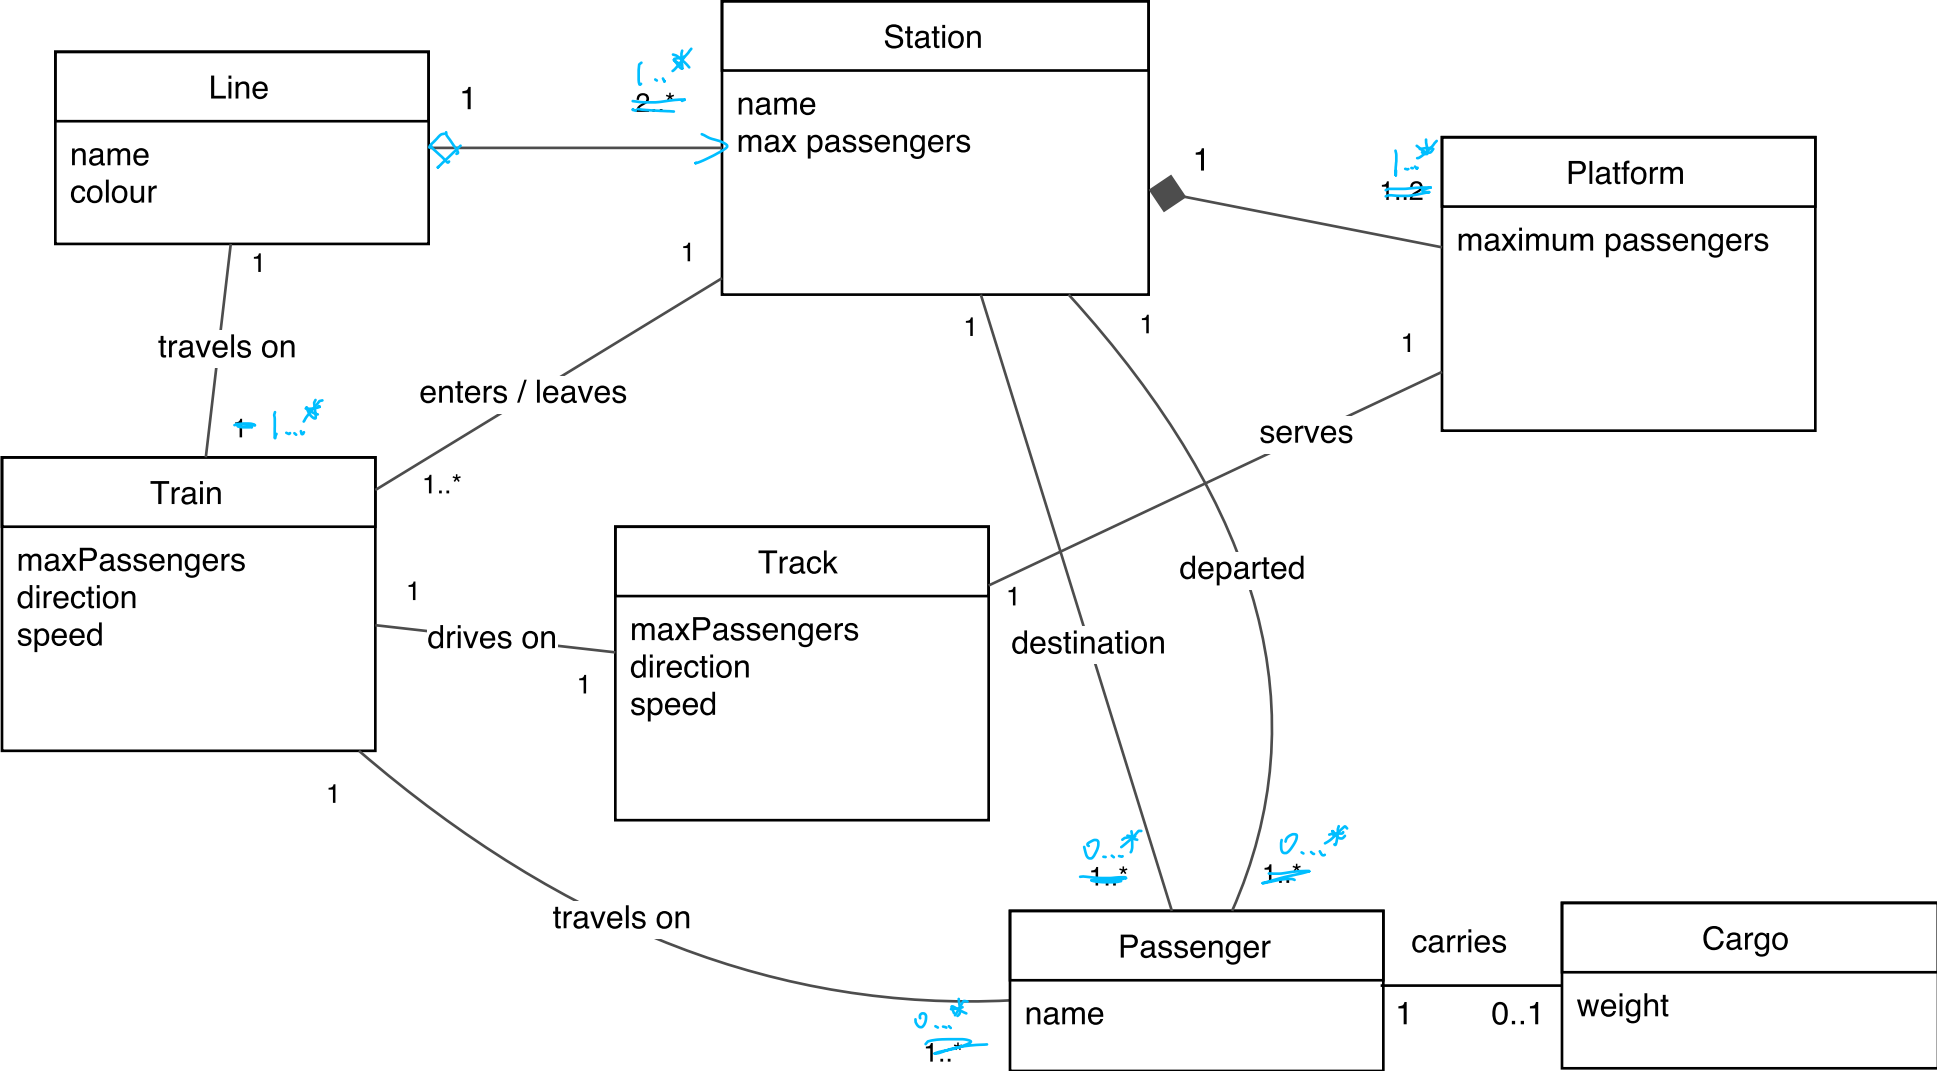 Station
Line
1
1..*
2..*
name
max passengers
name
colour
1
1..*
1..2
Platform
maximum passengers
1
1
travels on
enters / leaves
1
1
1
serves
1
1...*
1..*
Train
maxPassengers
direction
speed
1
drives on
1
Track
maxPassengers
direction
speed
1
departed
destination
1
travels on
0...*
1..*
0...*
1..*
0...*
1..*
Passenger
name
carries
1
0..1
Cargo
weight